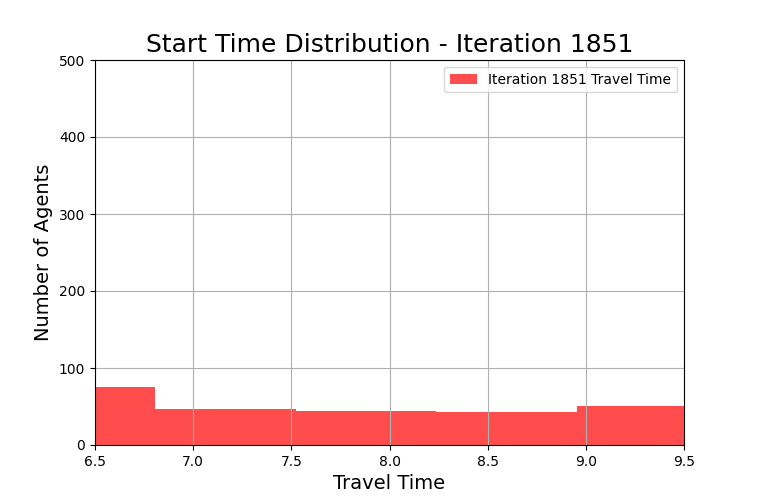 Start Time Distribution - Iteration 1851
Iteration 1851 Travel Time
Number of Agents
500
400
300
200
100
0
6.5 7.0 7.5 8.0 8.5 9.0 9.5
Travel Time